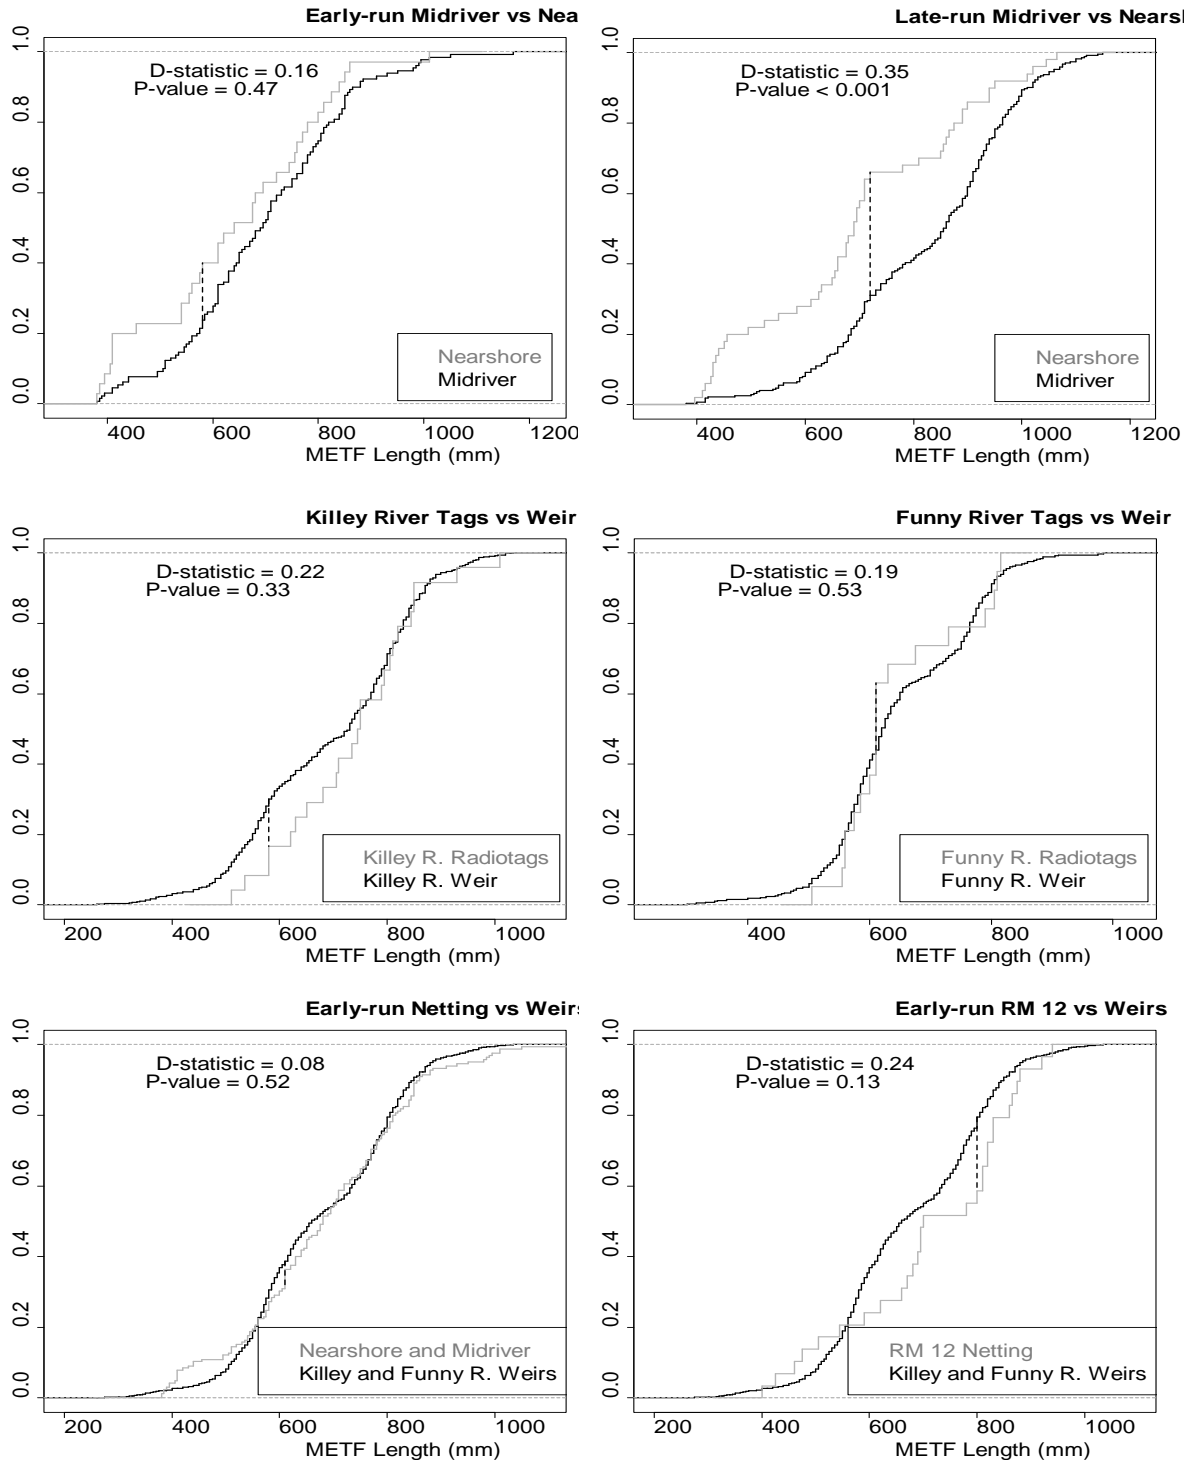 Early-run Midriver vs Nea
D-statistic = 0.16
P-value = 0.47
0.0 0.2 0.4 0.6 0.8 1.0
Nearshore
Midriver
400 600 800 1000 1200
METF Length (mm)
Late-run Midriver vs Nearsh
D-statistic = 0.35
P-value < 0.001
0.0 0.2 0.4 0.6 0.8 1.0
Nearshore
Midriver
400 600 800 1000 1200
METF Length (mm)
Killey River Tags vs Weir
D-statistic = 0.22
P-value = 0.33
0.0 0.2 0.4 0.6 0.8 1.0
Killey R. Radiotags
Killey R. Weir
200 400 600 800 1000
METF Length (mm)
Funny River Tags vs Weir
D-statistic = 0.19
P-value = 0.53
0.0 0.2 0.4 0.6 0.8 1.0
Funny R. Radiotags
Funny R. Weir
400 600 800 1000
METF Length (mm)
Early-run Netting vs Weirs
D-statistic = 0.08
P-value = 0.52
0.0 0.2 0.4 0.6 0.8 1.0
Nearshore and Midriver
Killey and Funny R. Weirs
200 400 600 800 1000
METF Length (mm)
Early-run RM 12 vs Weirs
D-statistic = 0.24
P-value = 0.13
0.0 0.2 0.4 0.6 0.8 1.0
RM 12 Netting
Killey and Funny R. Weirs
200 400 600 800 1000
METF Length (mm)